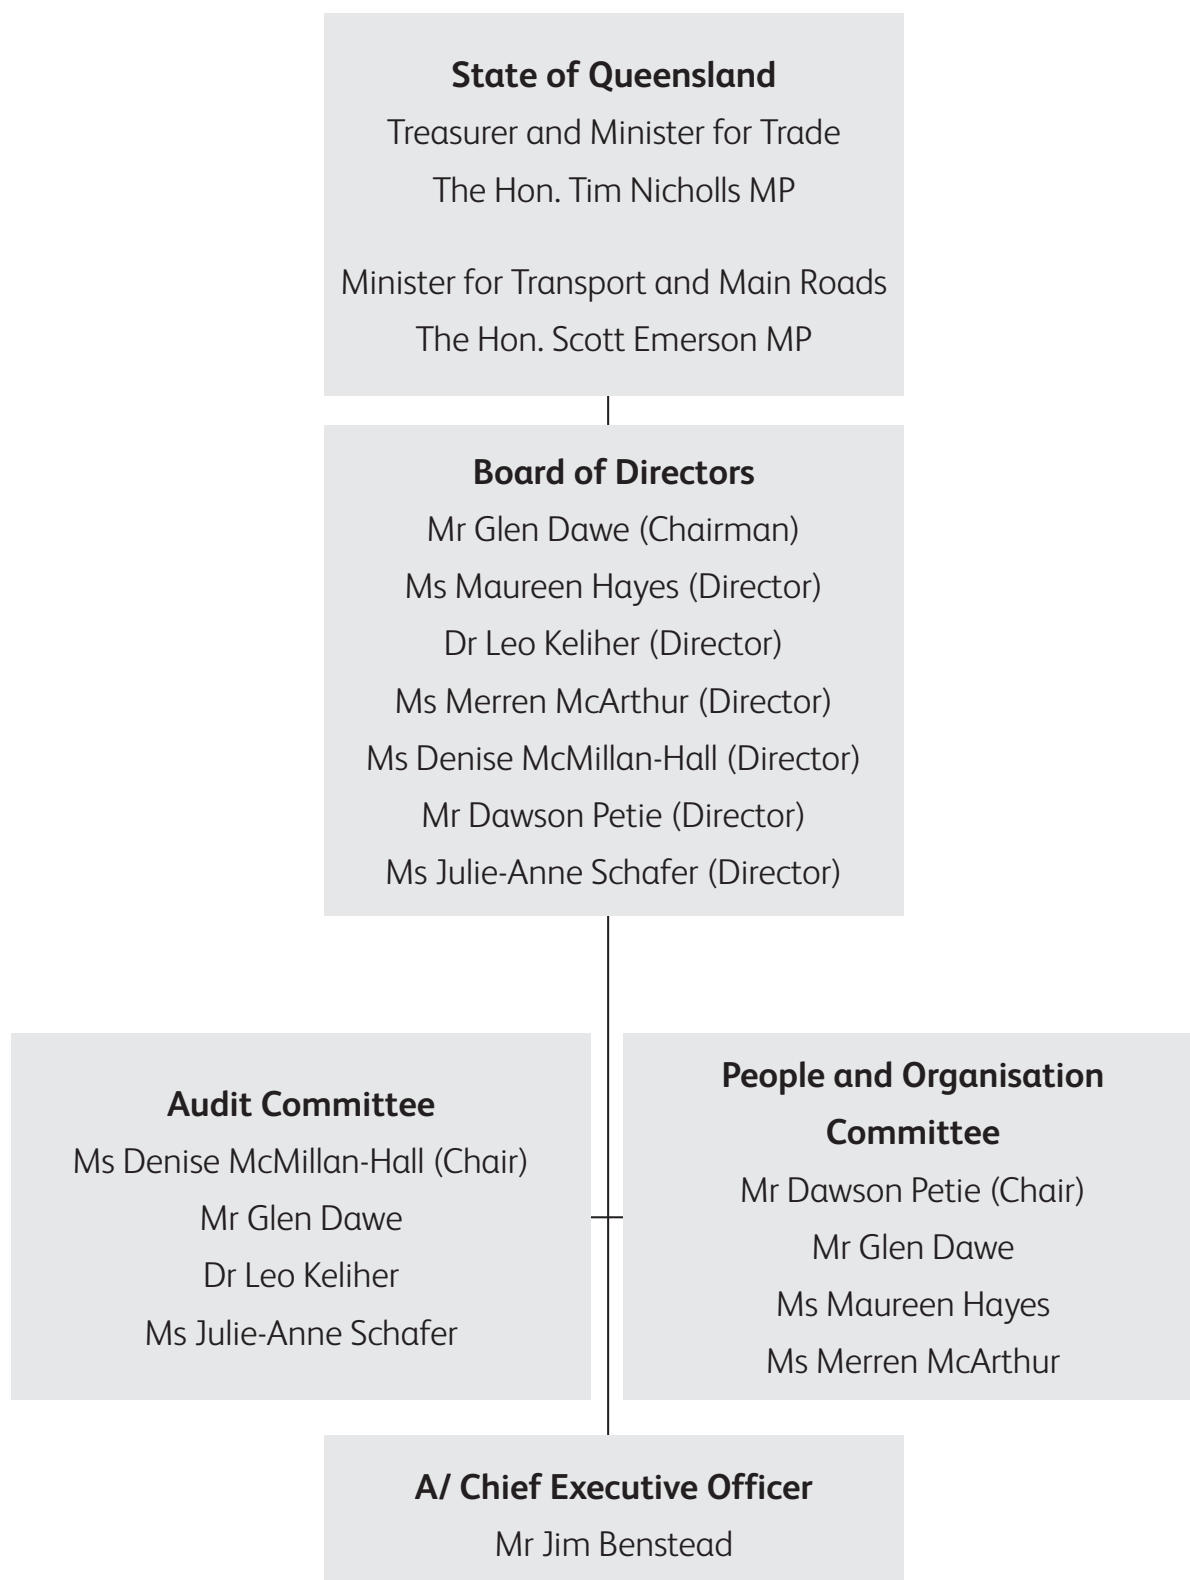 State of Queensland
Treasurer and Minister for Trade
The Hon. Tim Nicholls MP
Minister for Transport and Main Roads
The Hon. Scott Emerson MP
Board of Directors
Mr Glen Dawe (Chairman)
Ms Maureen Hayes (Director)
Dr Leo Keliher (Director)
Ms Merren McArthur (Director)
Ms Denise McMillan-Hall (Director)
Mr Dawson Petie (Director)
Ms Julie-Anne Schafer (Director)
Audit Committee
Ms Denise McMillan-Hall (Chair)
Mr Glen Dawe
Dr Leo Keliher
Ms Julie-Anne Schafer
People and Organisation
Committee
Mr Dawson Petie (Chair)
Mr Glen Dawe
Ms Maureen Hayes
Ms Merren McArthur
A/ Chief Executive Officer
Mr Jim Benstead